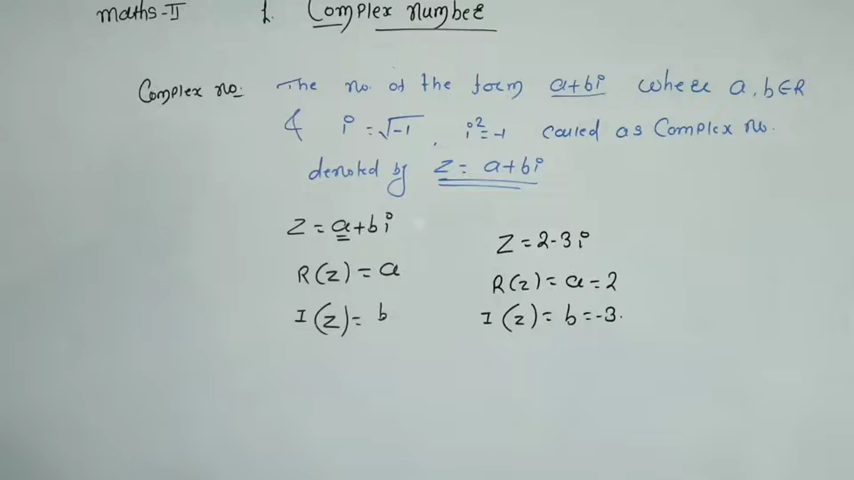 maths-II 1. Complex number
Complex no. The no. of the form a+bi where a, b∈R
& i = √-1, i²=-1 called as Complex no.
denoted by Z = a+bi
Z = a+bi
R(z) = a
I(z) = b
Z = 2-3i
R(z) = a = 2
I(z) = b = -3.